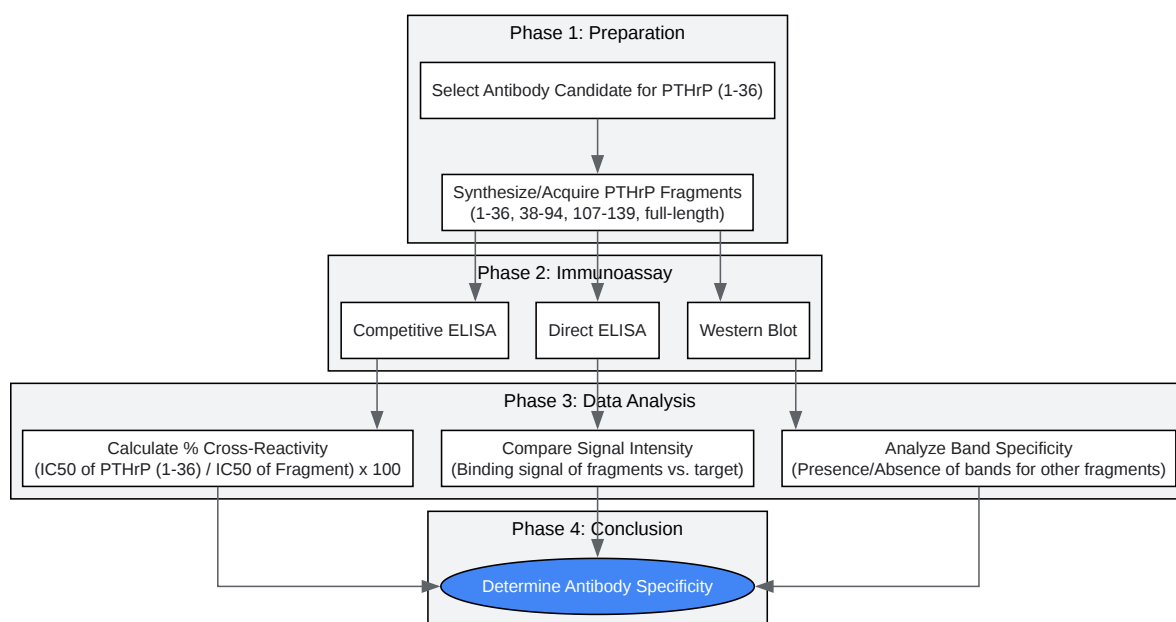 Phase 1: Preparation
Select Antibody Candidate for PTHrP (1-36)
Synthesize/Acquire PTHrP Fragments
(1-36, 38-94, 107-139, full-length)
Phase 2: Immunoassay
Competitive ELISA
Direct ELISA
Western Blot
Phase 3: Data Analysis
Calculate % Cross-Reactivity
(IC50 of PTHrP (1-36) / IC50 of Fragment) x 100
Compare Signal Intensity
(Binding signal of fragments vs. target)
Analyze Band Specificity
(Presence/Absence of bands for other fragments)
Phase 4: Conclusion
Determine Antibody Specificity